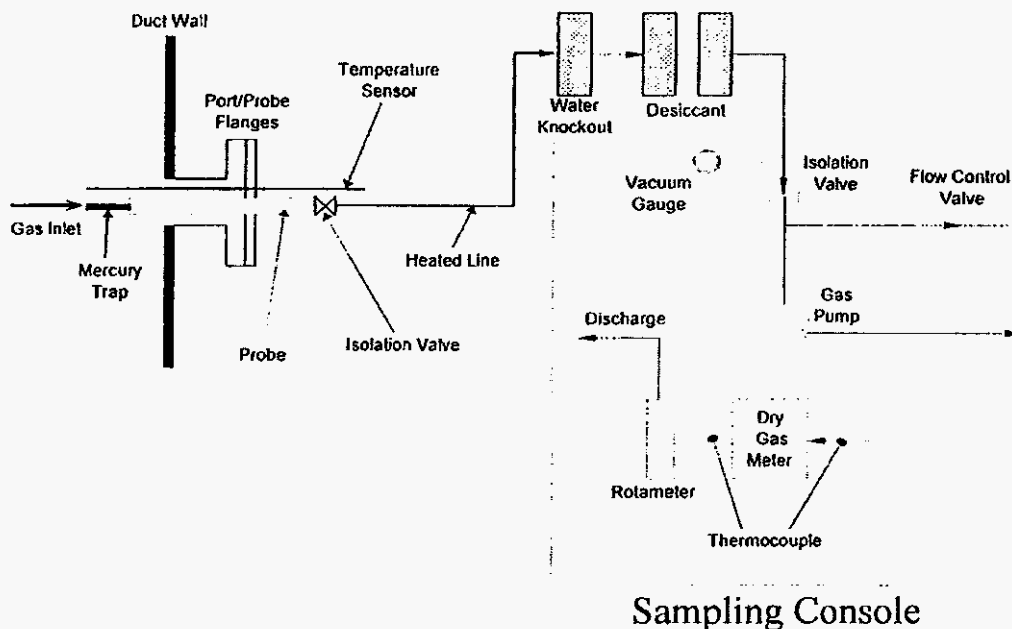 Duct Wall
Temperature
Sensor
Port/Probe
Flanges
Water
Knockout
Desiccant
Vacuum
Gauge
Isolation
Valve
Flow Control
Valve
Gas Inlet
Mercury
Trap
Heated Line
Probe
Isolation Valve
Discharge
Gas
Pump
Dry
Gas
Meter
Rotameter
Thermocouple
Sampling Console